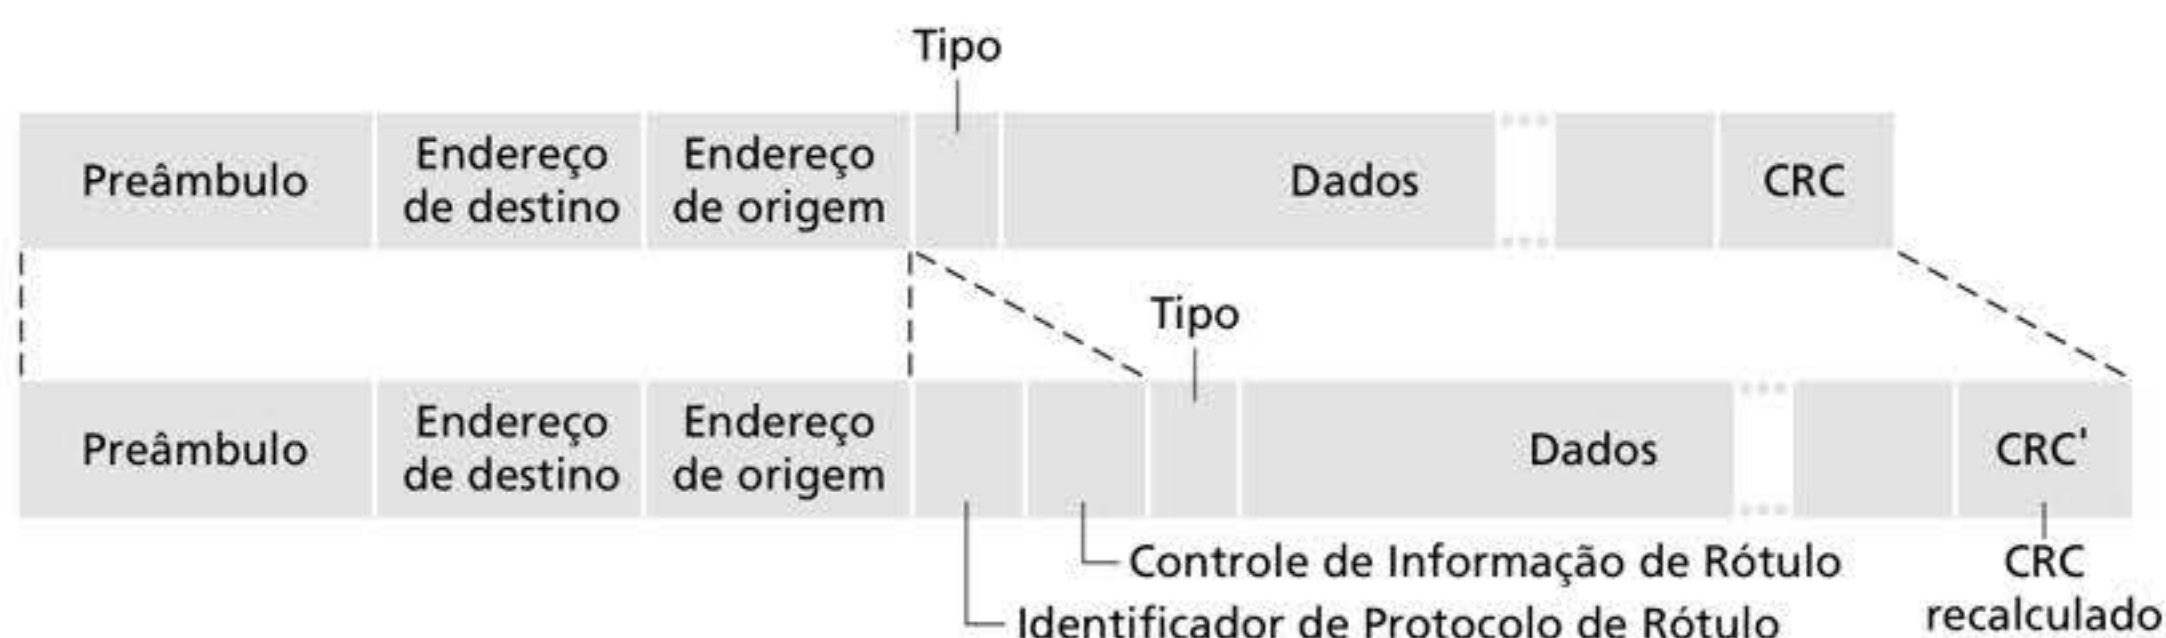 Tipo
Preâmbulo
Endereço
de destino
Endereço
de origem
Dados
CRC
Tipo
Preâmbulo
Endereço
de destino
Endereço
de origem
Dados
CRC'
Controle de Informação de Rótulo
Identificador de Protocolo de Rótulo
CRC
recalculado